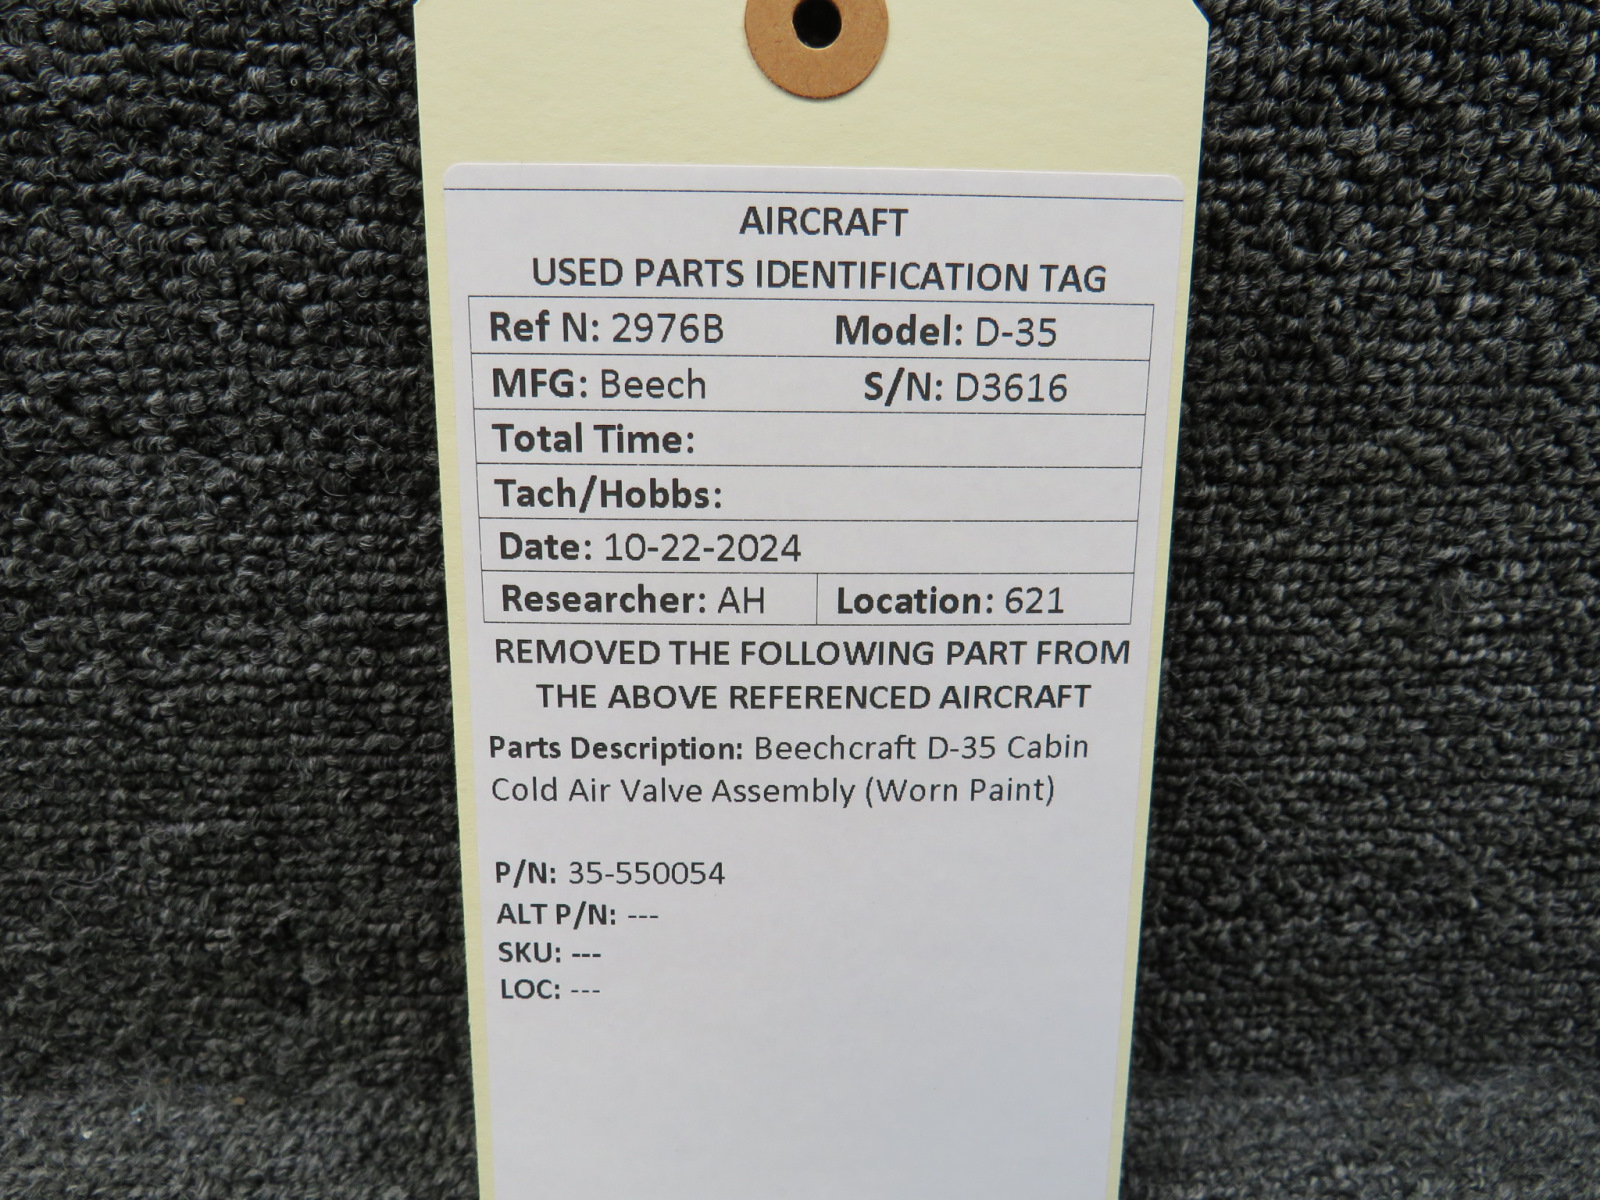 AIRCRAFT
USED PARTS IDENTIFICATION TAG
Ref N: 2976B Model: D-35
MFG: Beech S/N: D3616
Total Time:
Tach/Hobbs:
Date: 10-22-2024
Researcher: AH Location: 621
REMOVED THE FOLLOWING PART FROM
THE ABOVE REFERENCED AIRCRAFT
Parts Description: Beechcraft D-35 Cabin
Cold Air Valve Assembly (Worn Paint)
P/N: 35-550054
ALT P/N: ---
SKU: ---
LOC: ---